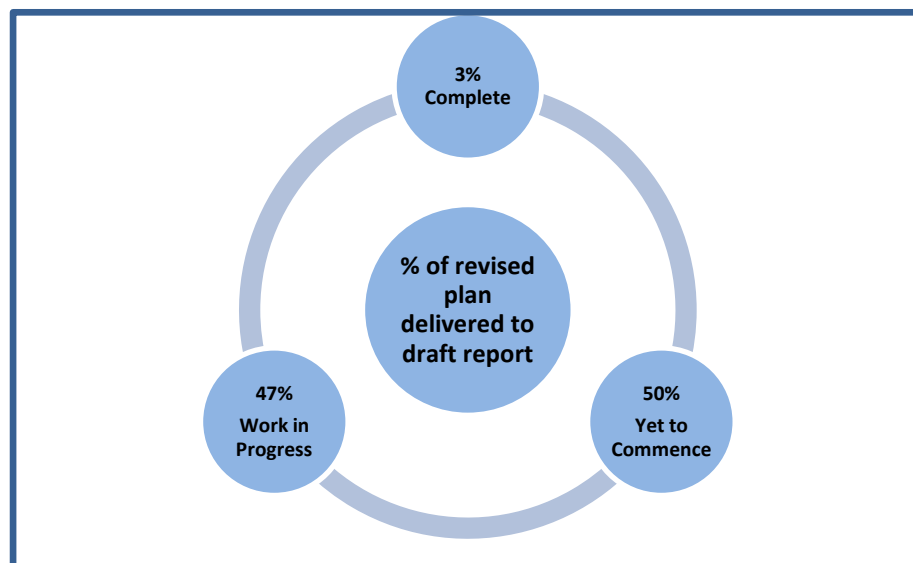 3%
Complete
% of revised
plan
delivered to
draft report
47%
Work in
Progress
50%
Yet to
Commence